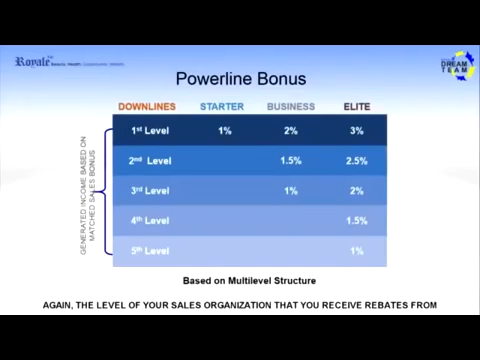 Royale
DREAM
TEAM
Powerline Bonus
DOWNLINES STARTER BUSINESS ELITE
1st Level 1% 2% 3%
2nd Level 1.5% 2.5%
3rd Level 1% 2%
4th Level 1.5%
5th Level 1%
GENERATED INCOME BASED ON
MATCHED SALES BONUS
Based on Multilevel Structure
AGAIN, THE LEVEL OF YOUR SALES ORGANIZATION THAT YOU RECEIVE REBATES FROM